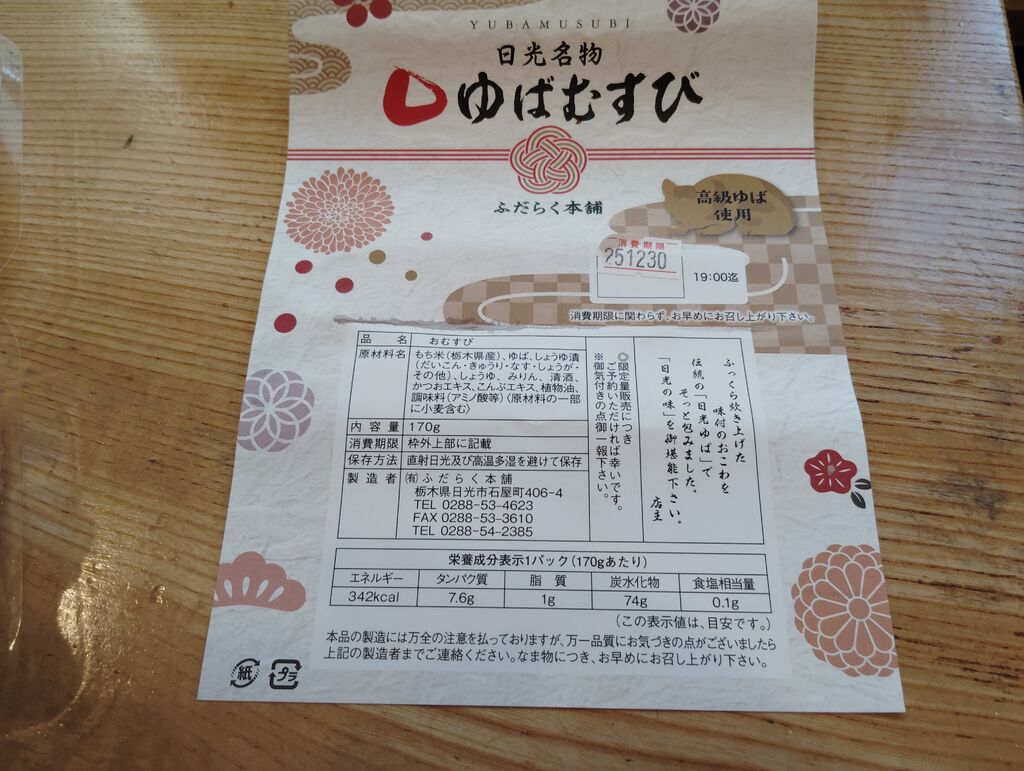 YUBAMUSUBI
日光名物
ゆばむすび
ふだらく本舗
高級ゆば
使用
消費期限
251230
19:00迄
消費期限に関わらず、お早めにお召し上がり下さい。
品名 おむすび
原材料名 もち米(栃木県産)、ゆば、しょうゆ漬
(だいこん・きゅうり・なす・しょうが・
その他)、しょうゆ、みりん、清酒、
かつおエキス、こんぶエキス、植物油、
調味料(アミノ酸等)〈原材料の一部
に小麦含む〉
内容量 170g
消費期限 枠外上部に記載
保存方法 直射日光及び高温多湿を避けて保存
製造者 ㈲ふだらく本舗
栃木県日光市石屋町406-4
TEL 0288-53-4623
FAX 0288-53-3610
TEL 0288-54-2385
◎限定量販売につき
ご予約いただければ幸いです。
※御気付きの点御一報下さい。
ふっくら炊き上げた
味付のおこわを
伝統の「日光ゆば」で
そっと包みました。
「日光の味」を御堪能下さい。
店主
栄養成分表示1パック(170gあたり)
エネルギー タンパク質 脂質 炭水化物 食塩相当量
342kcal 7.6g 1g 74g 0.1g
(この表示値は、目安です。)
本品の製造には万全の注意を払っておりますが、万一品質にお気づきの点がございましたら
上記の製造者までご連絡ください。なま物につき、お早めにお召し上がり下さい。
紙
プラ